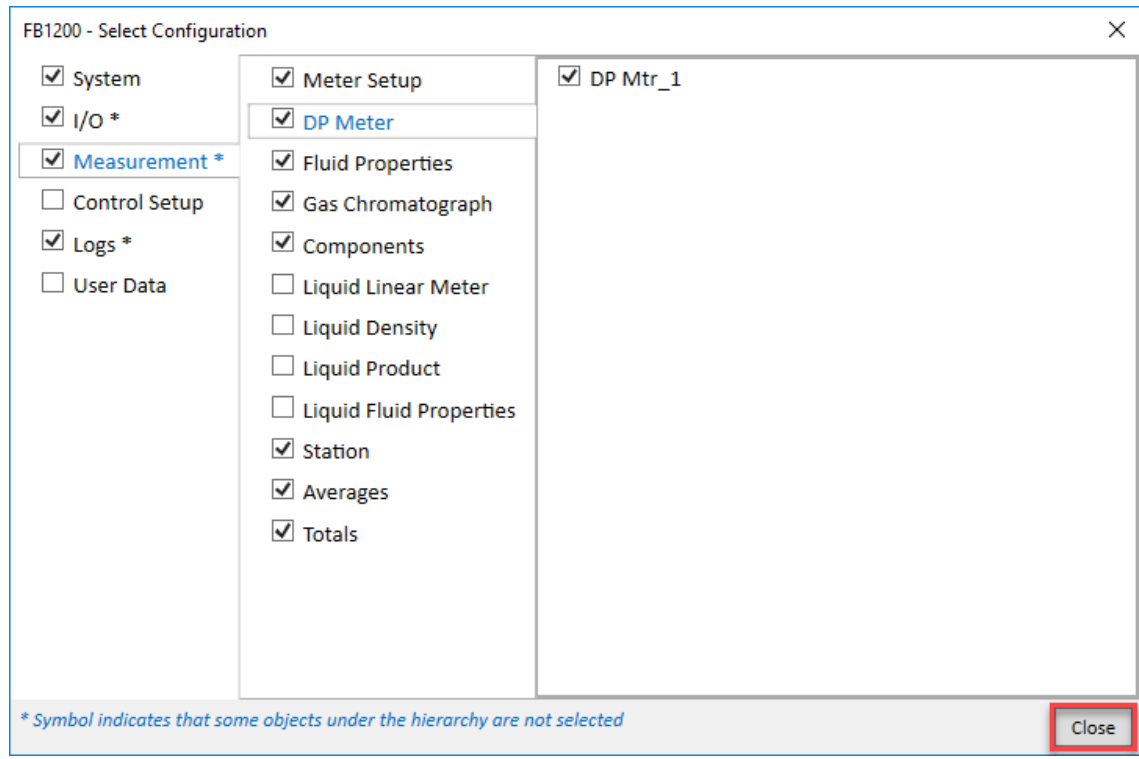 FB1200 - Select Configuration
System
I/O *
Measurement *
Control Setup
Logs *
User Data
Meter Setup
DP Meter
Fluid Properties
Gas Chromatograph
Components
Liquid Linear Meter
Liquid Density
Liquid Product
Liquid Fluid Properties
Station
Averages
Totals
DP Mtr_1
* Symbol indicates that some objects under the hierarchy are not selected
Close